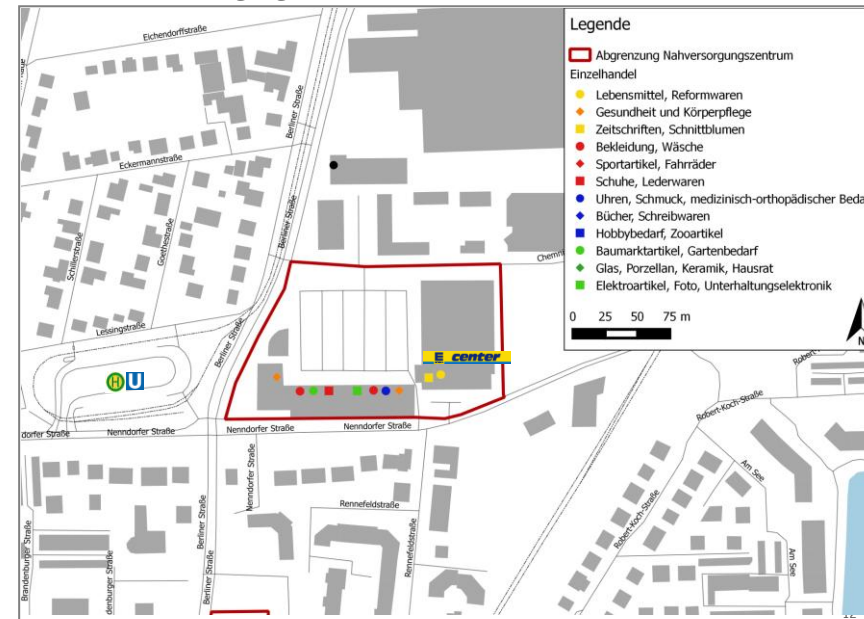 Legende
Abgrenzung Nahversorgungszentrum
Einzelhandel
Lebensmittel, Reformwaren
Gesundheit und Körperpflege
Zeitschriften, Schnittblumen
Bekleidung, Wäsche
Sportartikel, Fahrräder
Schuhe, Lederwaren
Uhren, Schmuck, medizinisch-orthopädischer Beda
Bücher, Schreibwaren
Hobbybedarf, Zooartikel
Baumarktartikel, Gartenbedarf
Glas, Porzellan, Keramik, Hausrat
Elektroartikel, Foto, Unterhaltungselektronik
0 25 50 75 m
N
Eichendorffstraße
Berliner Straße
Eckermannstraße
Schillerstraße
Goethestraße
Berliner Straße
Chemni
Lessingstraße
Berliner Straße
E center
H U
Robert-
Robert-Koch-Straße
dorfer Straße
Nenndorfer Straße
Nenndorfer Straße
Nenndorfer Straße
Nenndorfer Straße
Am See
Rennefeldstraße
Robert-Koch-Straße
Brandenburger Straße
Berliner Straße
Rennefeldstraße
Am See
denburger Straße
Berliner Straße